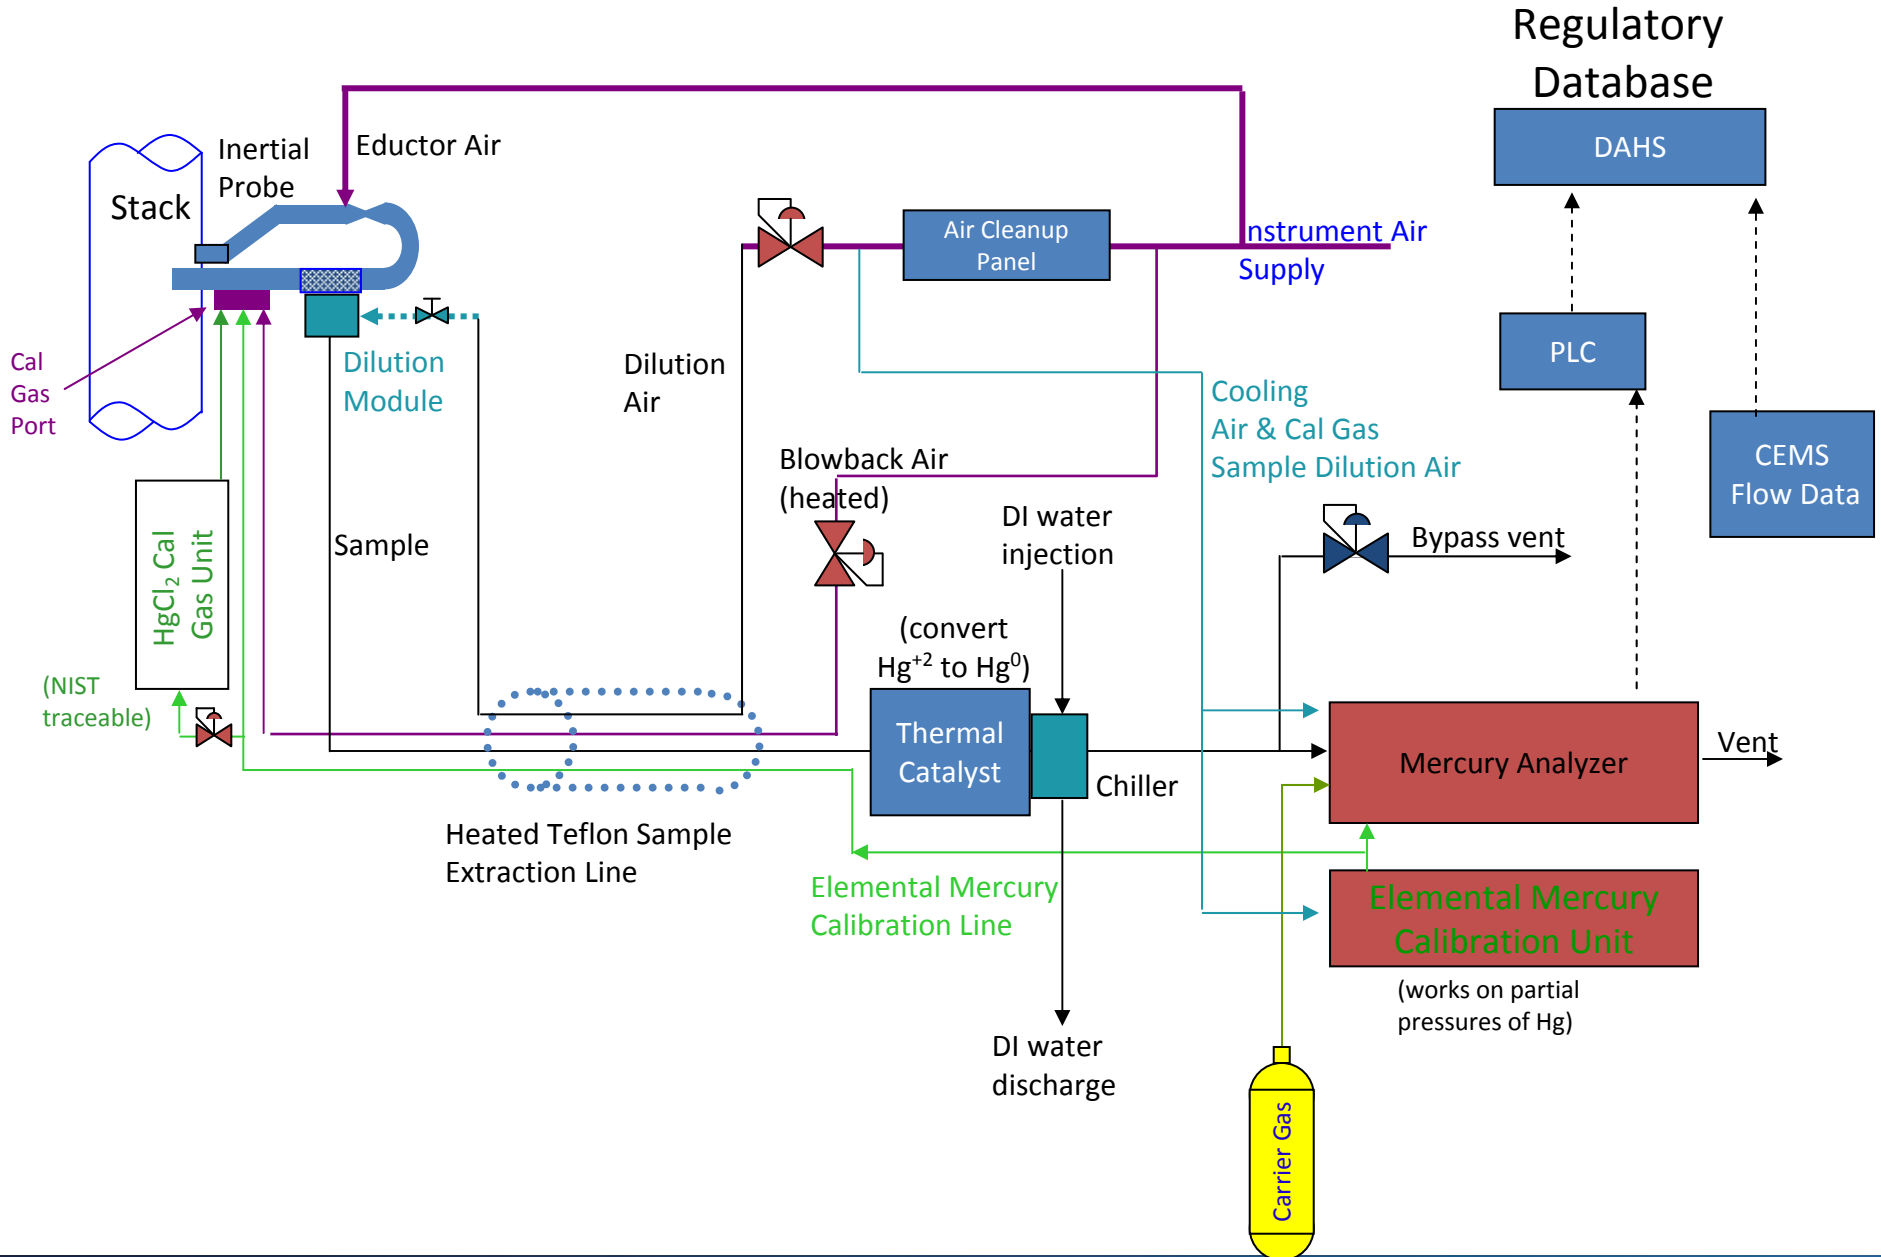 Regulatory
Database
DAHS
Inertial
Probe
Eductor Air
Stack
Air Cleanup
Panel
nstrument Air
Supply
PLC
Cal
Gas
Port
Dilution
Module
Dilution
Air
Cooling
Air & Cal Gas
Sample Dilution Air
CEMS
Flow Data
Blowback Air
(heated)
DI water
injection
Bypass vent
Sample
HgCl₂ Cal
Gas Unit
(convert
Hg⁺² to Hg⁰)
(NIST
traceable)
Thermal
Catalyst
Chiller
Mercury Analyzer
Vent
Heated Teflon Sample
Extraction Line
Elemental Mercury
Calibration Line
Elemental Mercury
Calibration Unit
(works on partial
pressures of Hg)
DI water
discharge
Carrier Gas